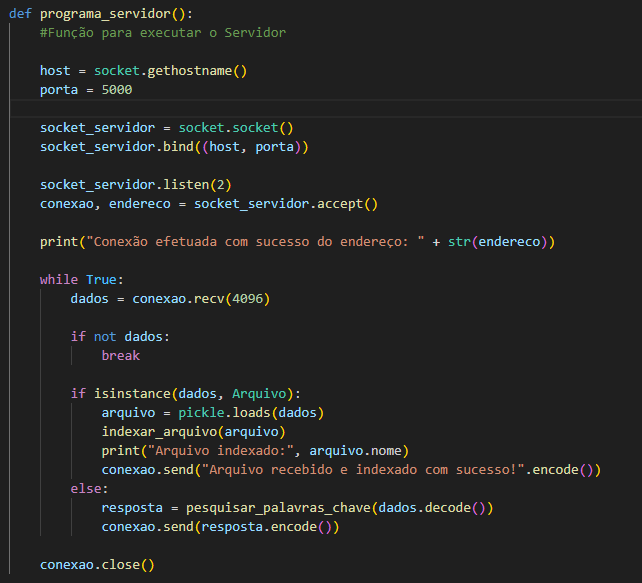 def programa_servidor():
    #Função para executar o Servidor

    host = socket.gethostname()
    porta = 5000

    socket_servidor = socket.socket()
    socket_servidor.bind((host, porta))

    socket_servidor.listen(2)
    conexao, endereco = socket_servidor.accept()

    print("Conexão efetuada com sucesso do endereço: " + str(endereco))

    while True:
        dados = conexao.recv(4096)

        if not dados:
            break

        if isinstance(dados, Arquivo):
            arquivo = pickle.loads(dados)
            indexar_arquivo(arquivo)
            print("Arquivo indexado:", arquivo.nome)
            conexao.send("Arquivo recebido e indexado com sucesso!".encode())
        else:
            resposta = pesquisar_palavras_chave(dados.decode())
            conexao.send(resposta.encode())

    conexao.close()